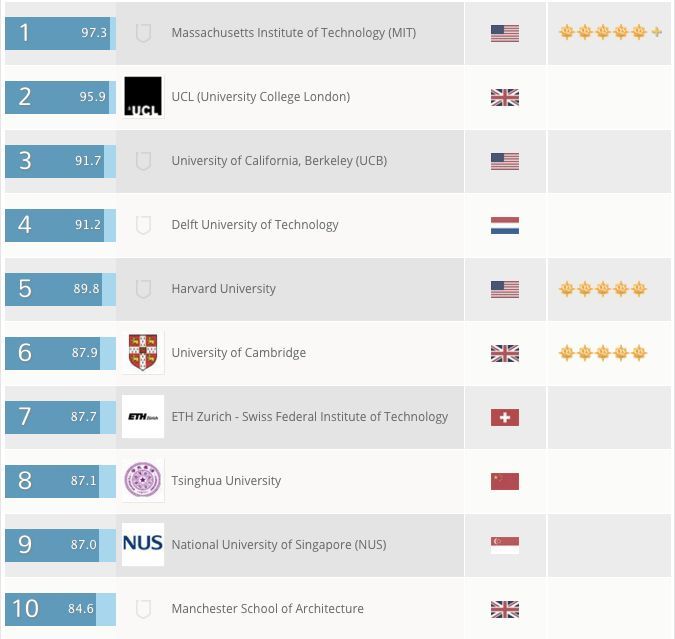 1 97.3 Massachusetts Institute of Technology (MIT)
2 95.9 UCL UCL (University College London)
3 91.7 University of California, Berkeley (UCB)
4 91.2 Delft University of Technology
5 89.8 Harvard University
6 87.9 University of Cambridge
7 87.7 ETH Zürich ETH Zurich - Swiss Federal Institute of Technology
8 87.1 Tsinghua University
9 87.0 NUS National University of Singapore (NUS)
10 84.6 Manchester School of Architecture